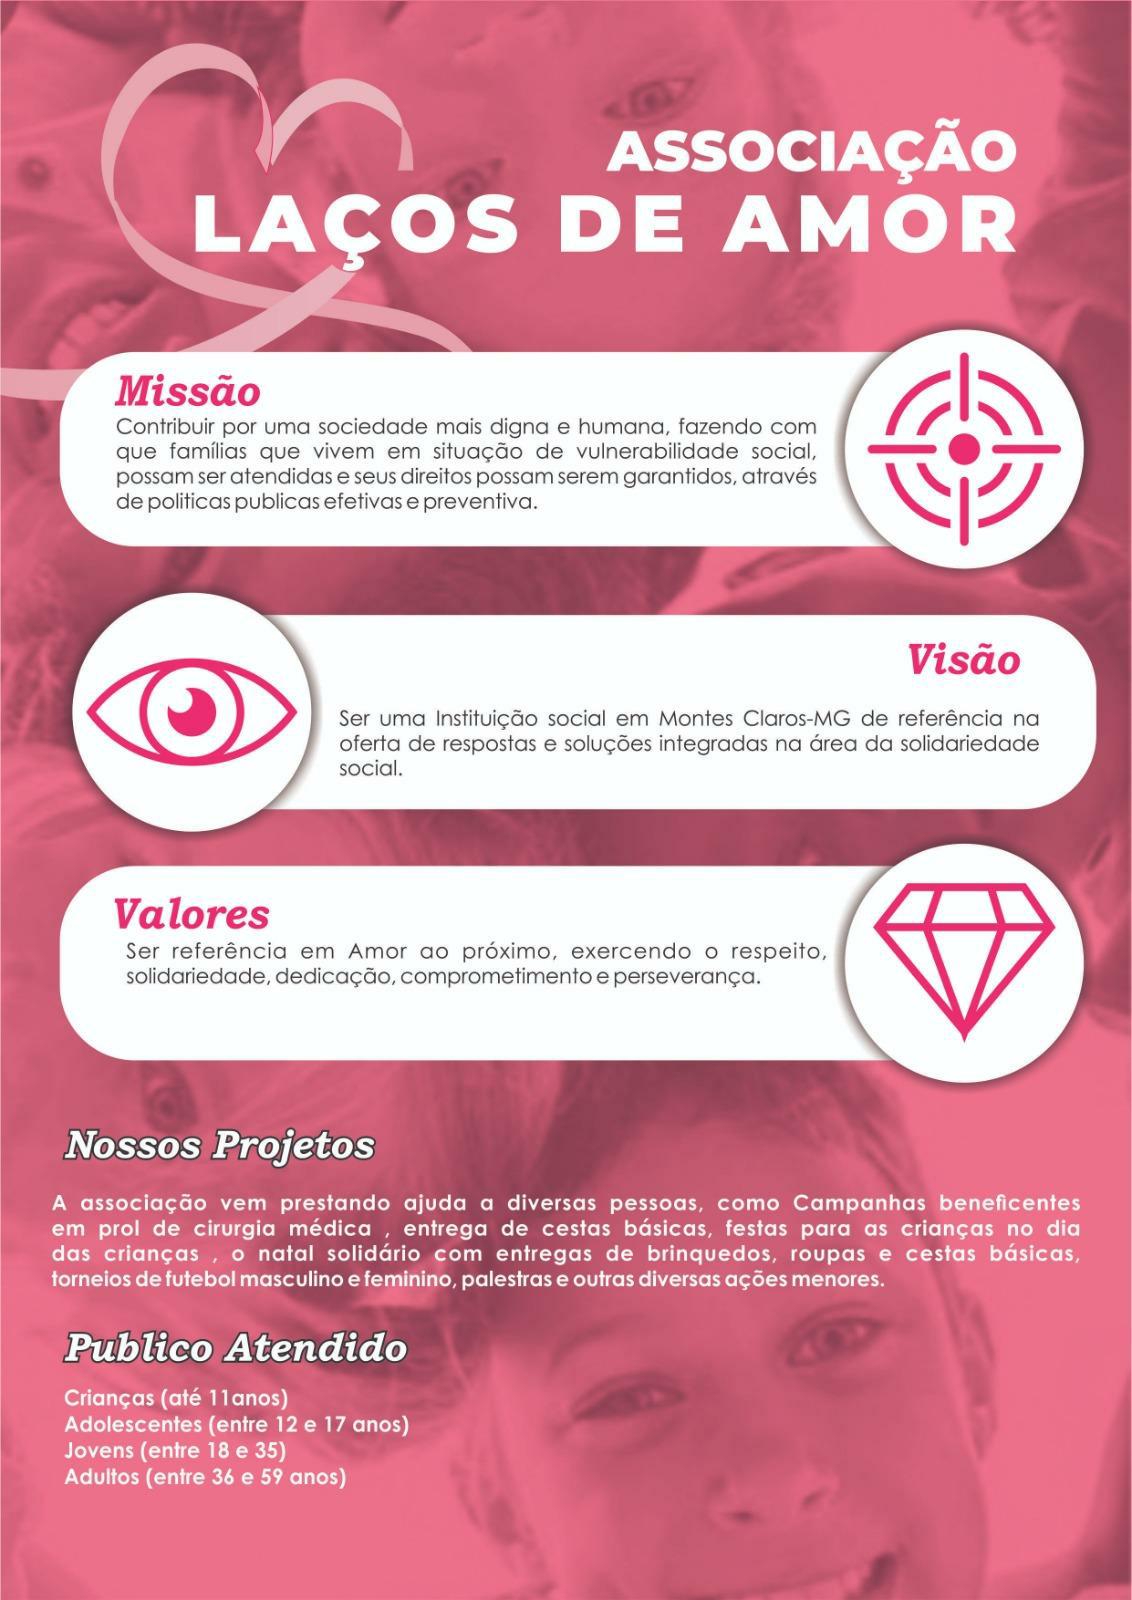 ASSOCIAÇÃO
LAÇOS DE AMOR
Missão
Contribuir por uma sociedade mais digna e humana, fazendo com
que famílias que vivem em situação de vulnerabilidade social,
possam ser atendidas e seus direitos possam serem garantidos, através
de politicas publicas efetivas e preventiva.
Visão
Ser uma Instituição social em Montes Claros-MG de referência na
oferta de respostas e soluções integradas na área da solidariedade
social.
Valores
Ser referência em Amor ao próximo, exercendo o respeito,
solidariedade, dedicação, comprometimento e perseverança.
Nossos Projetos
A associação vem prestando ajuda a diversas pessoas, como Campanhas beneficentes
em prol de cirurgia médica , entrega de cestas básicas, festas para as crianças no dia
das crianças , o natal solidário com entregas de brinquedos, roupas e cestas básicas,
torneios de futebol masculino e feminino, palestras e outras diversas ações menores.
Publico Atendido
Crianças (até 11anos)
Adolescentes (entre 12 e 17 anos)
Jovens (entre 18 e 35)
Adultos (entre 36 e 59 anos)